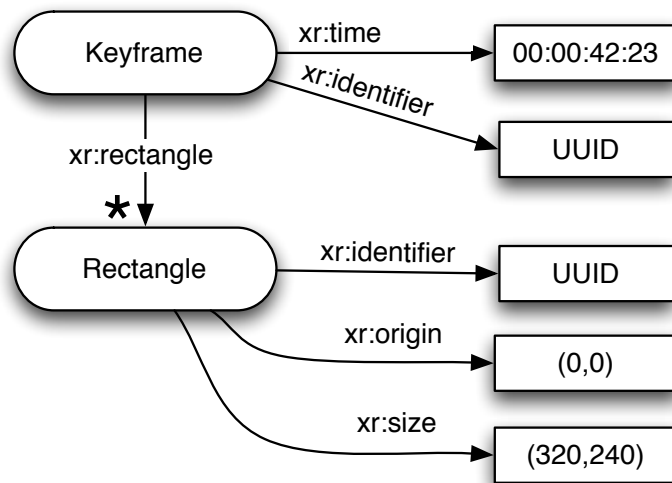 Keyframe
xr:time
00:00:42:23
xr:identifier
UUID
xr:rectangle
*
Rectangle
xr:identifier
UUID
xr:origin
(0,0)
xr:size
(320,240)